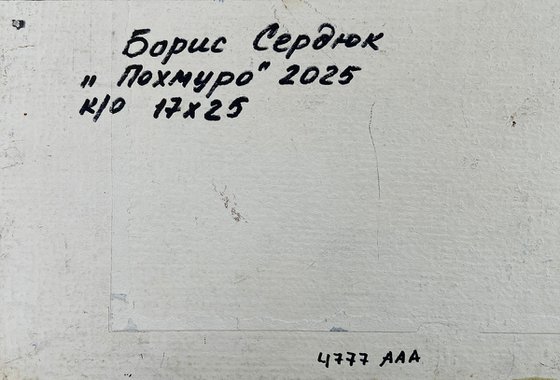 Борис Сердюк
„Похмуро" 2025
к/о 17х25
4777 ААА